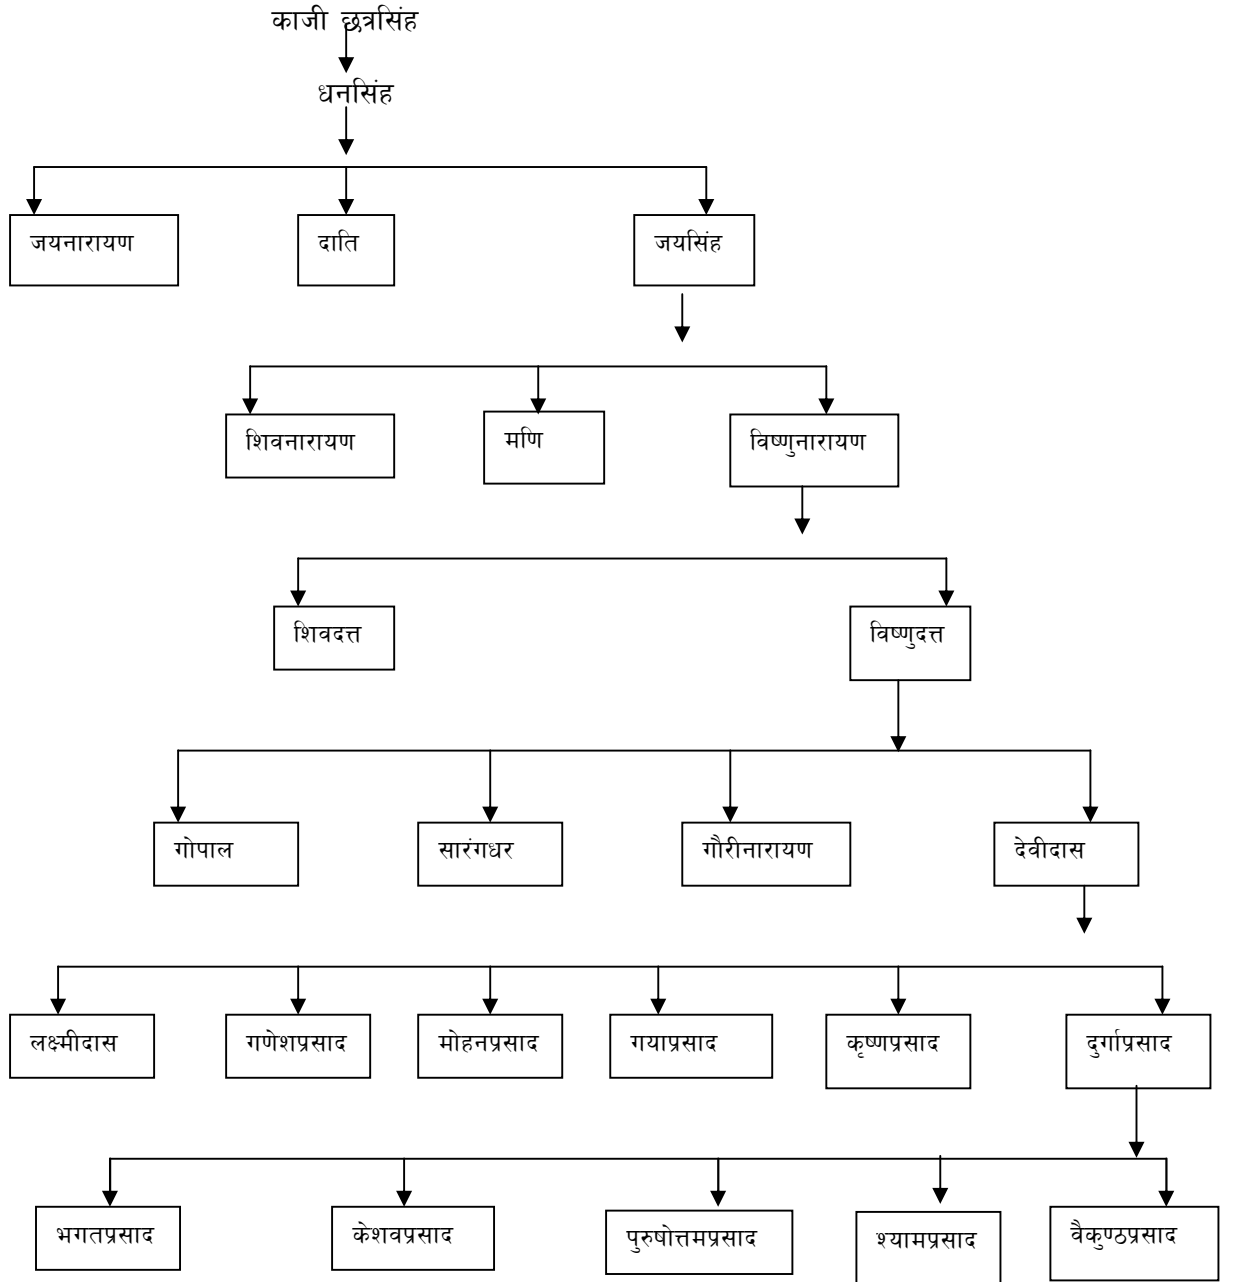 काजी छत्रसिंह
धनसिंह
जयनारायण दाति जयसिंह
शिवनारायण मणि विष्णुनारायण
शिवदत्त विष्णुदत्त
गोपाल सारंगधर गौरीनारायण देवीदास
लक्ष्मीदास गणेशप्रसाद मोहनप्रसाद गयाप्रसाद कृष्णप्रसाद दुर्गाप्रसाद
भगतप्रसाद केशवप्रसाद पुरुषोत्तमप्रसाद श्यामप्रसाद वैकुण्ठप्रसाद